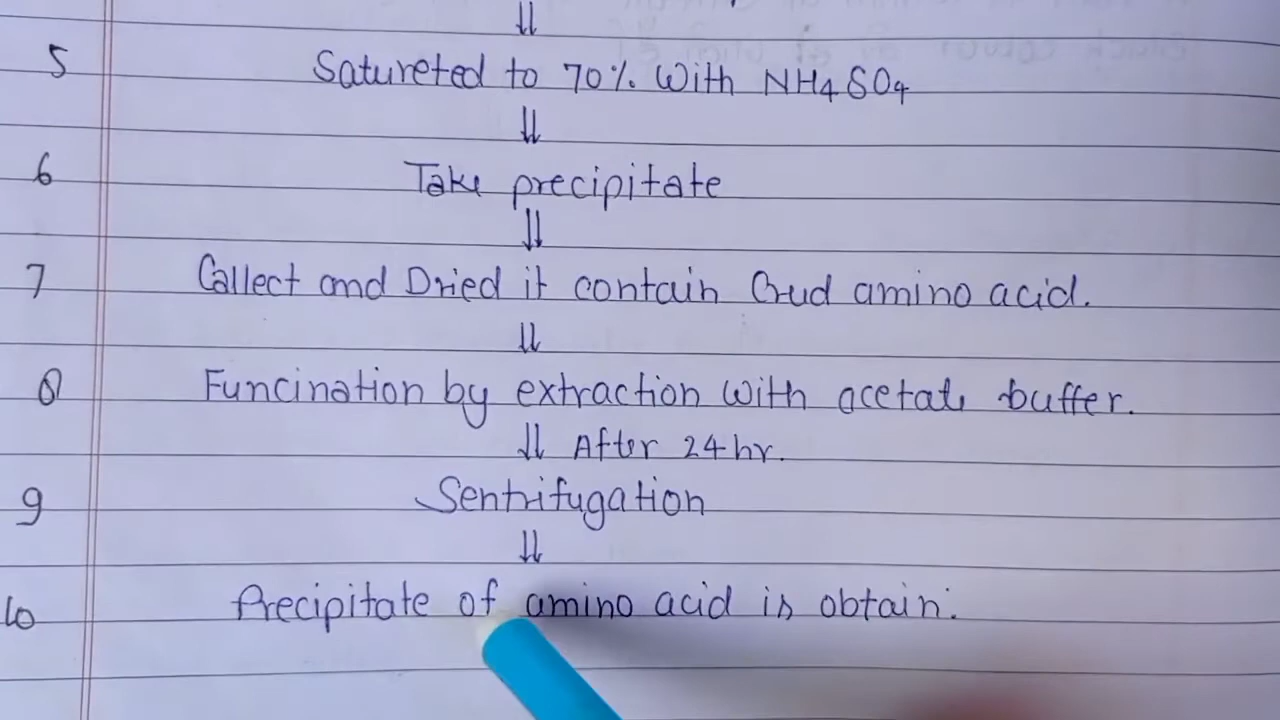 5 Satureted to 70% With NH4SO4
6 Take precipitate
7 Collect and Dried it contain Crud amino acid.
8 Funcination by extraction with acetate buffer.
After 24 hr.
9 Sentrifugation
10 Precipitate of amino acid is obtain.